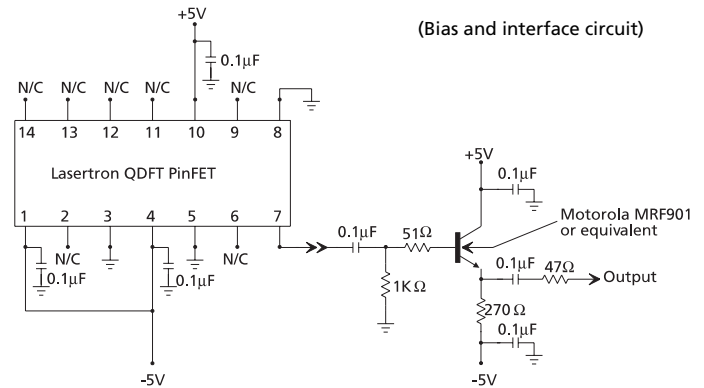 +5V
(Bias and interface circuit)
0.1µF
N/C N/C N/C N/C N/C
14 13 12 11 10 9 8
Lasertron QDFT PinFET
1 2 3 4 5 6 7
N/C N/C
0.1µF 0.1µF
-5V
+5V
0.1µF
Motorola MRF901
or equivalent
0.1µF 51Ω
1KΩ
0.1µF 47Ω Output
270 Ω
0.1µF
-5V